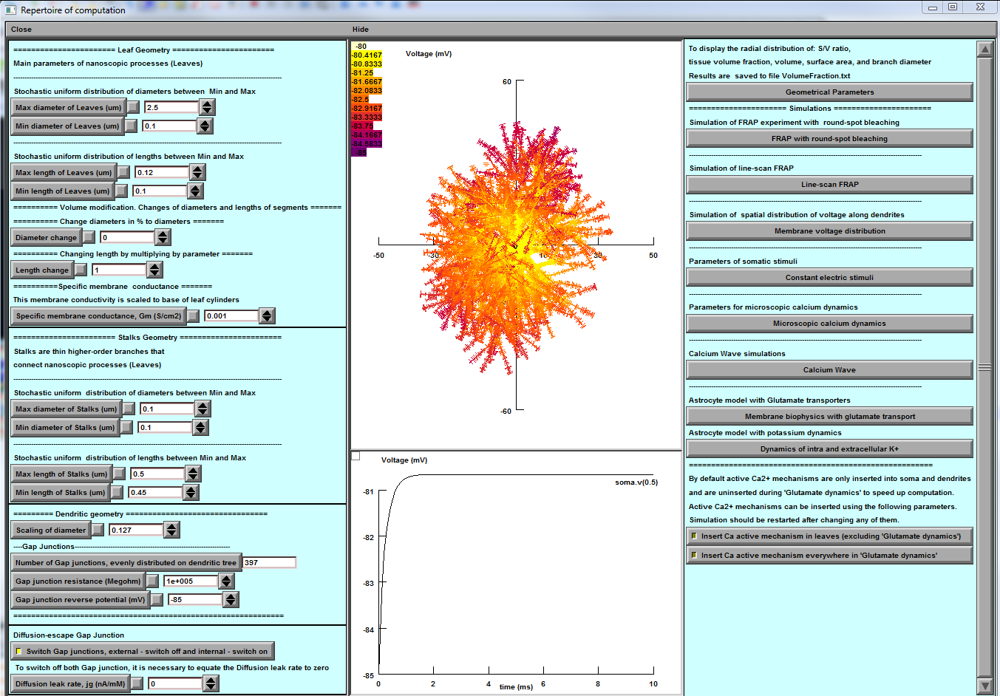 Repertoire of computation
Close
Hide
======================= Leaf Geometry =======================
Main parameters of nanoscopic processes (Leaves)
Stochastic uniform distribution of diameters between Min and Max
Max diameter of Leaves (um) 2.5
Min diameter of Leaves (um) 0.1
Stochastic uniform distribution of lengths between Min and Max
Max length of Leaves (um) 0.12
Min length of Leaves (um) 0.1
========== Volume modification. Changes of diameters and lengths of segments =======
========== Change diameters in % to diameters =======
Diameter change 0
========== Changing length by multiplying by parameter =======
Length change 1
==========Specific membrane conductance =======
This membrane conductivity is scaled to base of leaf cylinders
Specific membrane conductance, Gm (S/cm2) 0.001
======================= Stalks Geometry =======================
Stalks are thin higher-order branches that
connect nanoscopic processes (Leaves)
Stochastic uniform distribution of diameters between Min and Max
Max diameter of Stalks (um) 0.1
Min diameter of Stalks (um) 0.1
Stochastic uniform distribution of lengths between Min and Max
Max length of Stalks (um) 0.5
Min length of Stalks (um) 0.45
========= Dendritic geometry ================================
Scaling of diameter 0.127
----Gap Junctions----
Number of Gap junctions, evenly distributed on dendritic tree 397
Gap junction resistance (Megohm) 1e+005
Gap junction reverse potential (mV) -85
Diffusion-escape Gap Junction
Switch Gap junctions, external - switch off and internal - switch on
To switch off both Gap junction, it is necessary to equate the Diffusion leak rate to zero
Diffusion leak rate, jg (nA/mM) 0
-80
-80.4167
-80.8333
-81.25
-81.6667
-82.0833
-82.5
-82.9167
-83.3333
-83.75
-84.1667
-84.5833
-85
Voltage (mV)
60
-50
-30
10
30
50
-60
Voltage (mV)
soma.v(0.5)
-81
-82
-83
-84
-85
0
2
4
6
8
10
time (ms)
To display the radial distribution of: S/V ratio,
tissue volume fraction, volume, surface area, and branch diameter
Results are saved to file VolumeFraction.txt
Geometrical Parameters
====================== Simulations ======================
Simulation of FRAP experiment with round-spot bleaching
FRAP with round-spot bleaching
Simulation of line-scan FRAP
Line-scan FRAP
Simulation of spatial distribution of voltage along dendrites
Membrane voltage distribution
Parameters of somatic stimuli
Constant electric stimuli
Parameters for microscopic calcium dynamics
Microscopic calcium dynamics
Calcium Wave simulations
Calcium Wave
Astrocyte model with Glutamate transporters
Membrane biophysics with glutamate transport
Astrocyte model with potassium dynamics
Dynamics of intra and extracellular K+
By default active Ca2+ mechanisms are only inserted into soma and dendrites
and are uninserted during 'Glutamate dynamics' to speed up computation.
Active Ca2+ mechanisms can be inserted using the following parameters.
Simulation should be restarted after changing any of them.
Insert Ca active mechanism in leaves (excluding 'Glutamate dynamics')
Insert Ca active mechanism everywhere in 'Glutamate dynamics'